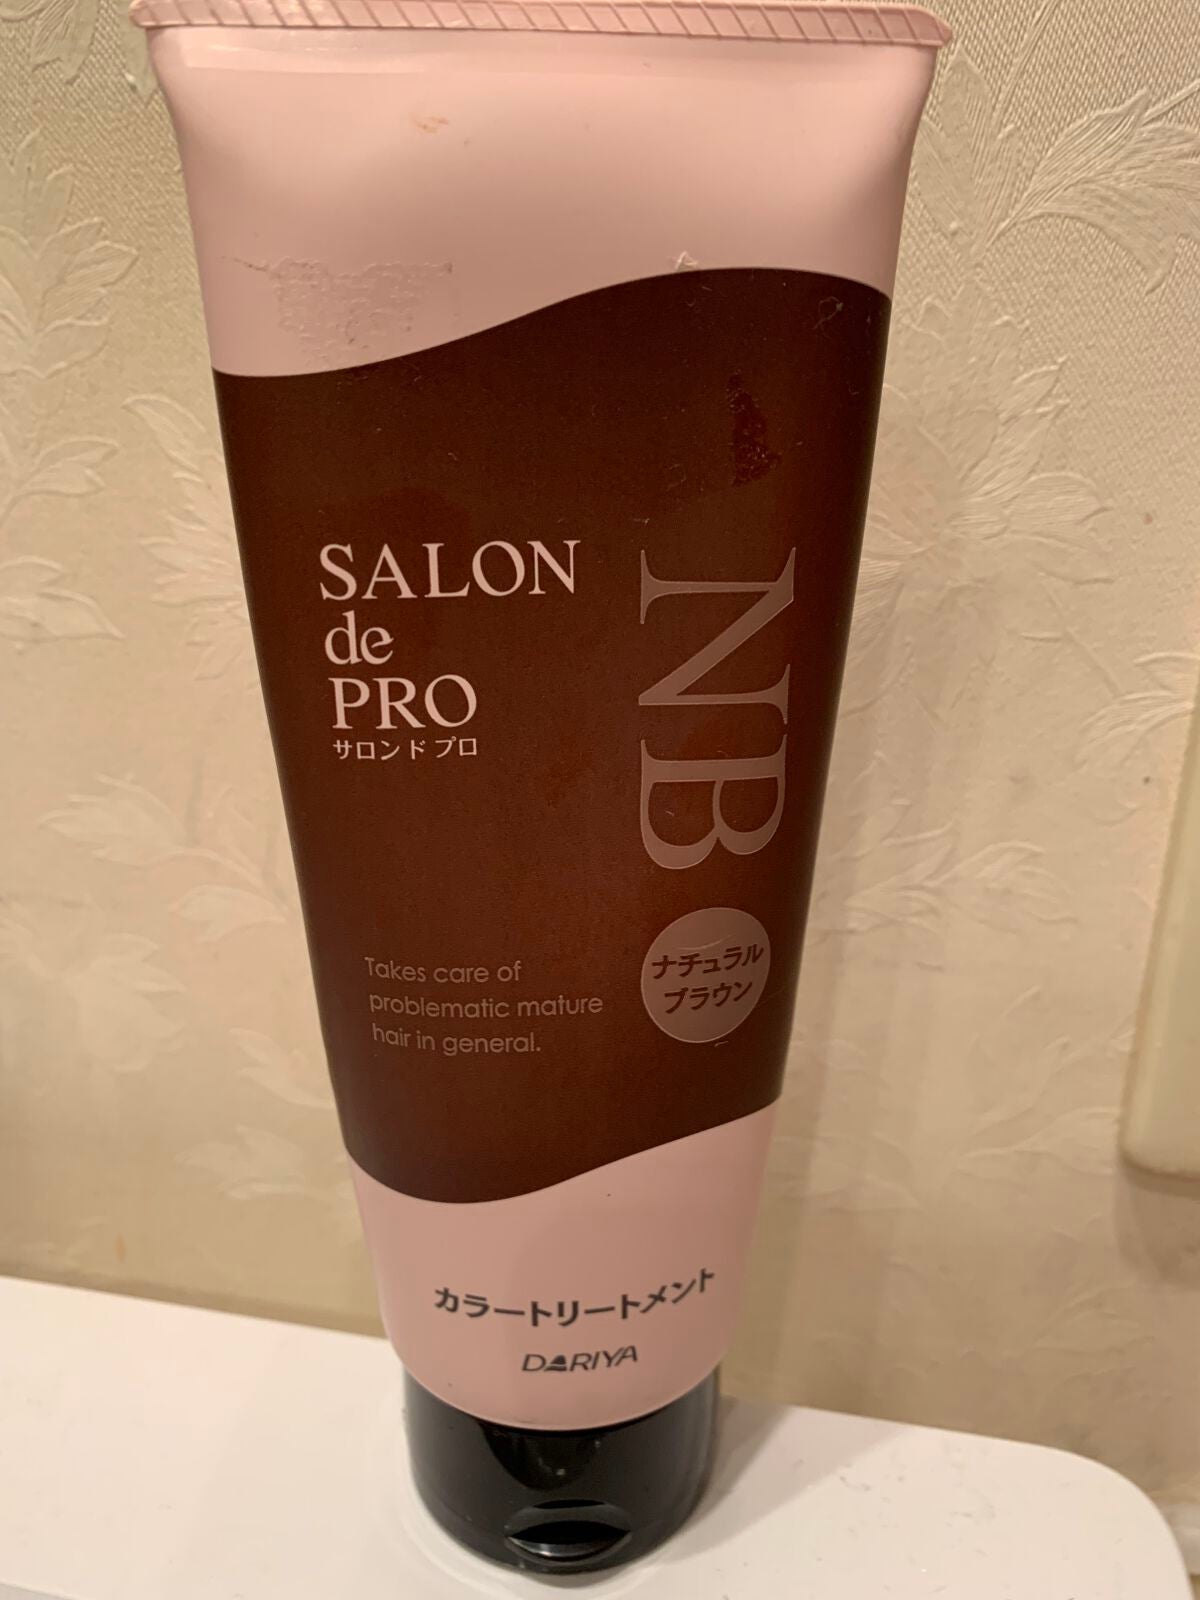 SALON
de
PRO
サロン ド プロ
NB
ナチュラル
ブラウン
Takes care of
problematic mature
hair in general.
カラートリートメント
DARIYA